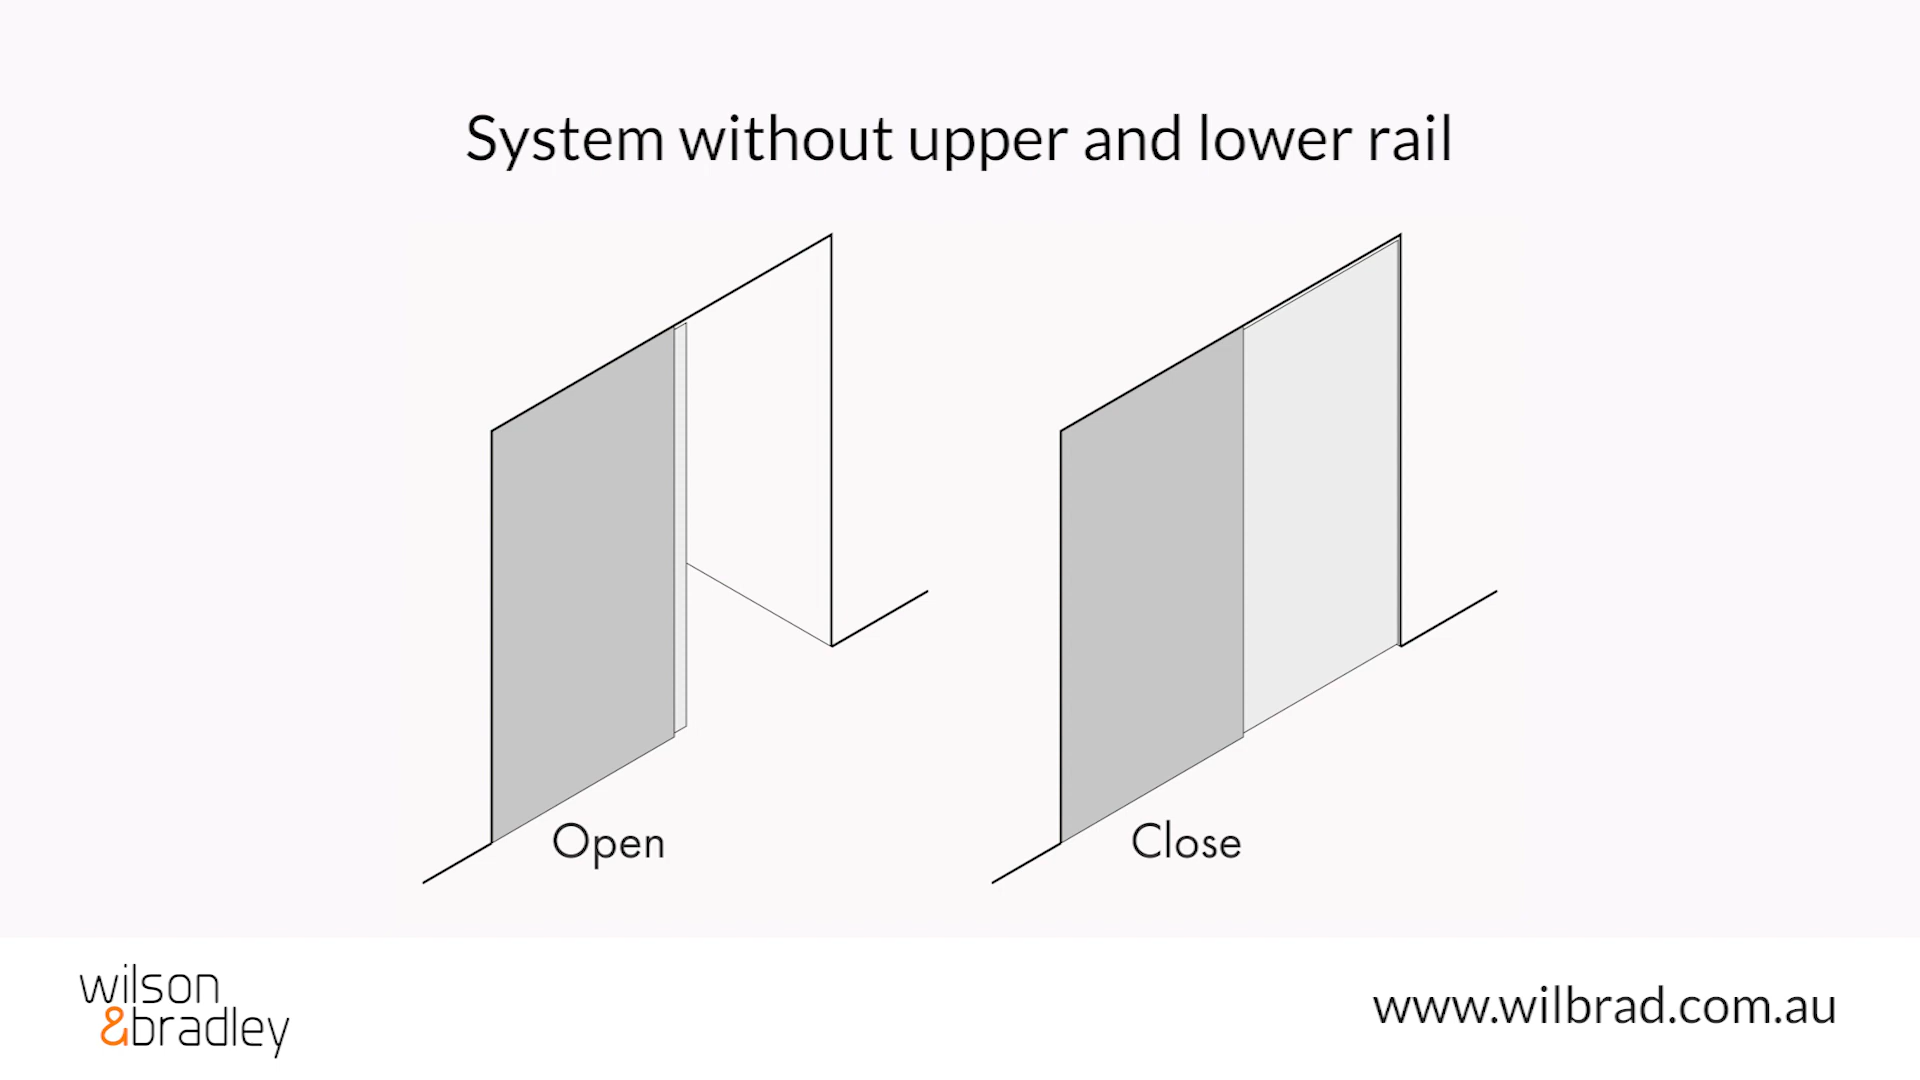 System without upper and lower rail
Open
Close
wilson
&bradley
www.wilbrad.com.au